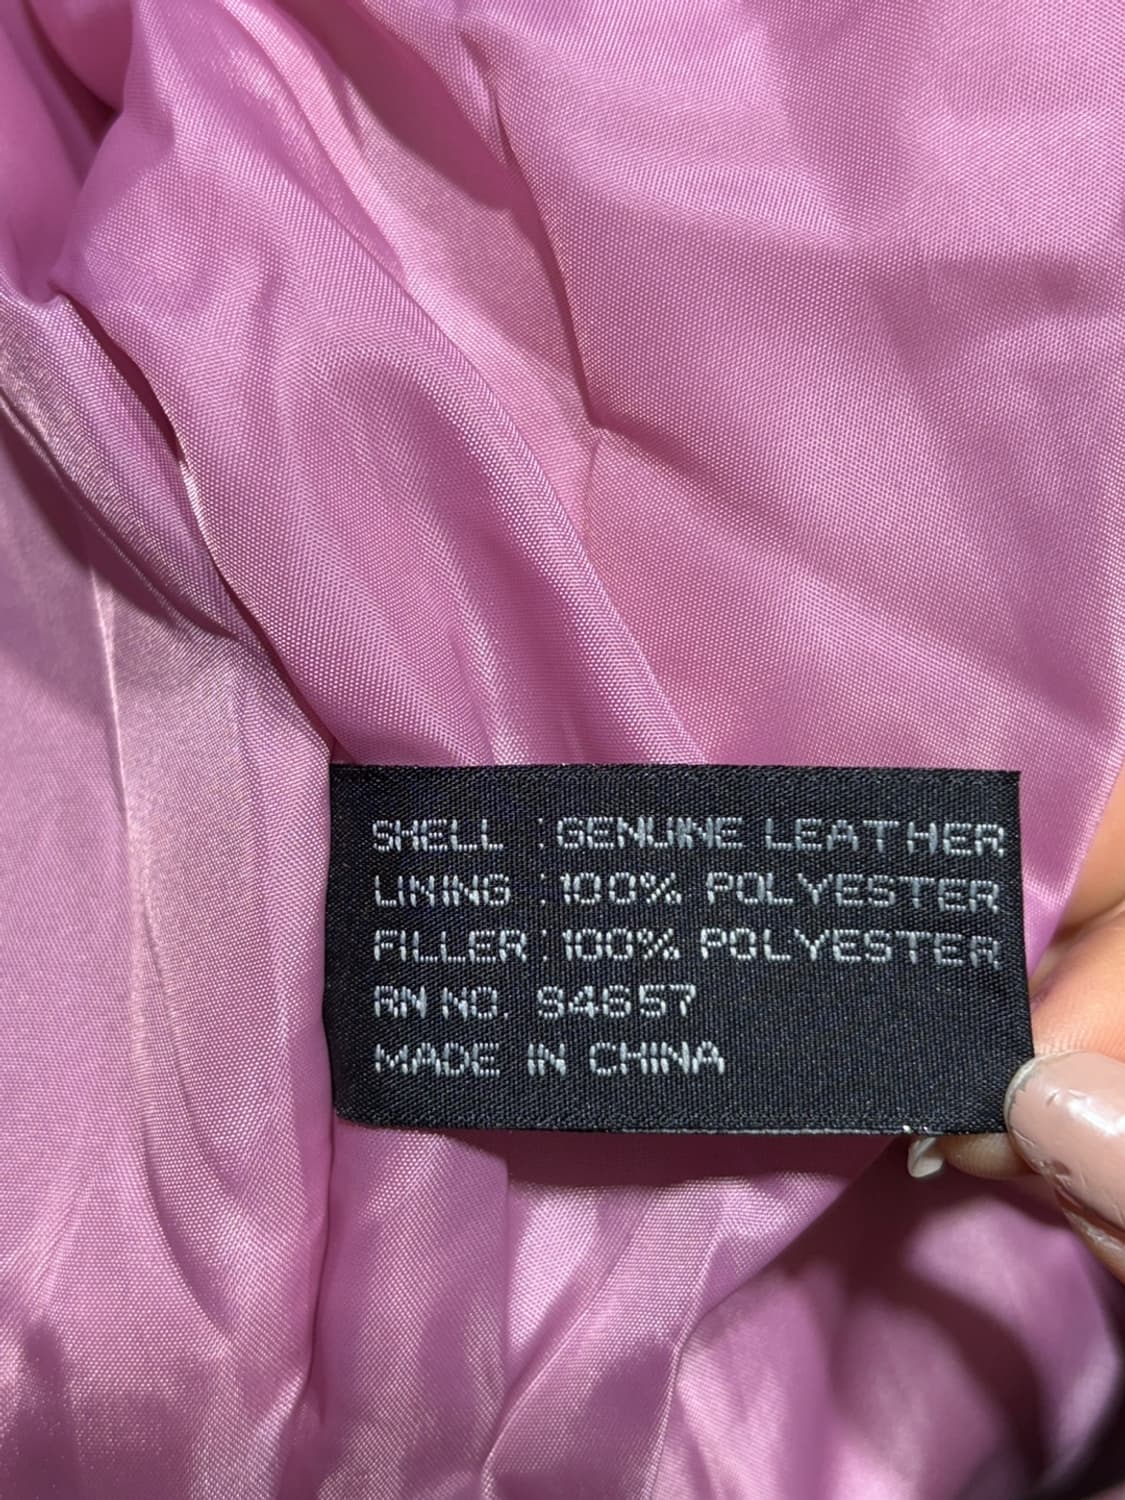 SHELL : GENUINE LEATHER
LINING : 100% POLYESTER
FILLER : 100% POLYESTER
RN NO. 94657
MADE IN CHINA